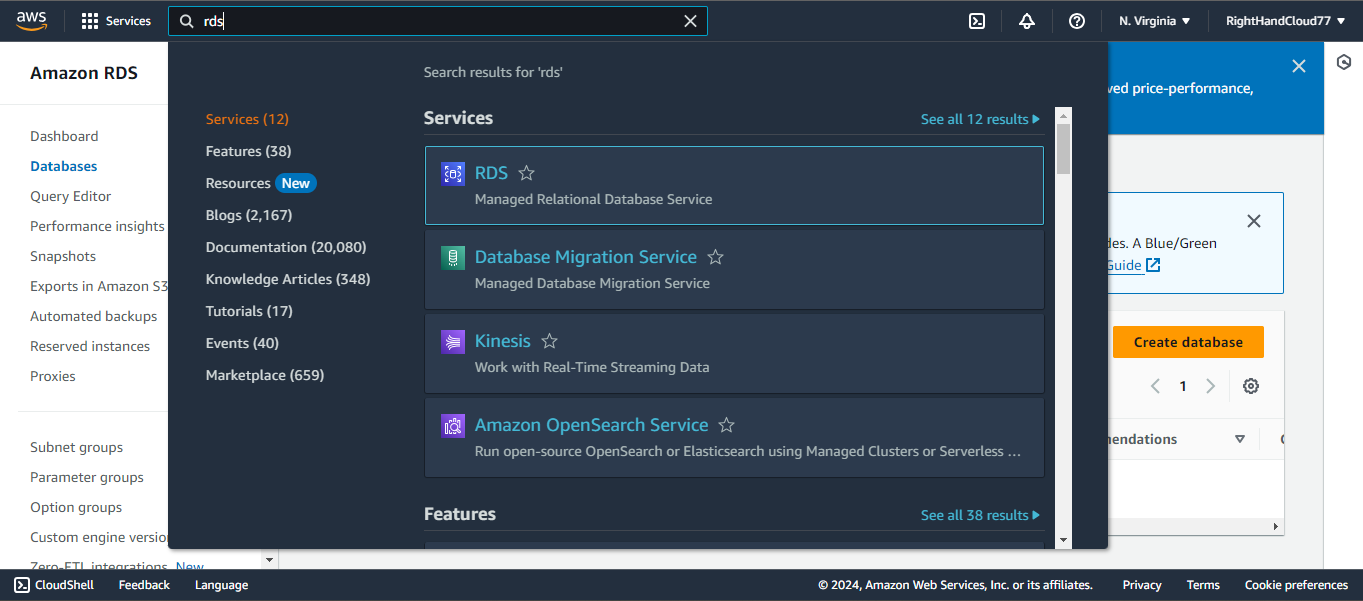 aws
Services
rds
N. Virginia
RightHandCloud77
Amazon RDS
Dashboard
Databases
Query Editor
Performance insights
Snapshots
Exports in Amazon S3
Automated backups
Reserved instances
Proxies
Subnet groups
Parameter groups
Option groups
Custom engine versio
Zero-ETL integrations New
Search results for 'rds'
Services (12)
Features (38)
Resources New
Blogs (2,167)
Documentation (20,080)
Knowledge Articles (348)
Tutorials (17)
Events (40)
Marketplace (659)
Services
See all 12 results
RDS
Managed Relational Database Service
Database Migration Service
Managed Database Migration Service
Kinesis
Work with Real-Time Streaming Data
Amazon OpenSearch Service
Run open-source OpenSearch or Elasticsearch using Managed Clusters or Serverless ...
Features
See all 38 results
ved price-performance,
des. A Blue/Green
Guide
Create database
1
endations
CloudShell
Feedback
Language
© 2024, Amazon Web Services, Inc. or its affiliates.
Privacy
Terms
Cookie preferences